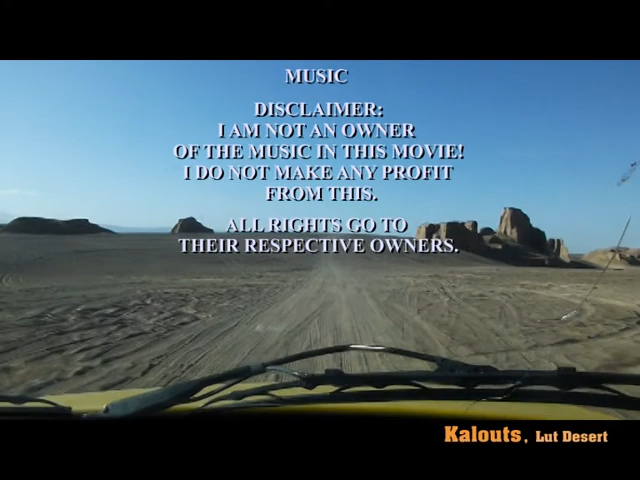 MUSIC
DISCLAIMER:
I AM NOT AN OWNER
OF THE MUSIC IN THIS MOVIE!
I DO NOT MAKE ANY PROFIT
FROM THIS.
ALL RIGHTS GO TO
THEIR RESPECTIVE OWNERS.
Kalouts, Lut Desert